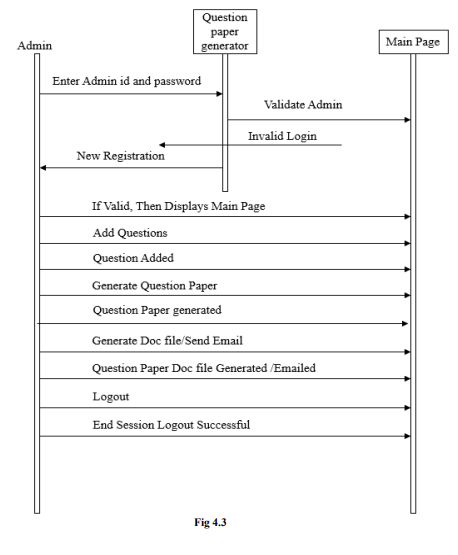 Question
paper
generator
Admin
Main Page
Enter Admin id and password
Validate Admin
Invalid Login
New Registration
If Valid, Then Displays Main Page
Add Questions
Question Added
Generate Question Paper
Question Paper generated
Generate Doc file/Send Email
Question Paper Doc file Generated /Emailed
Logout
End Session Logout Successful
Fig 4.3